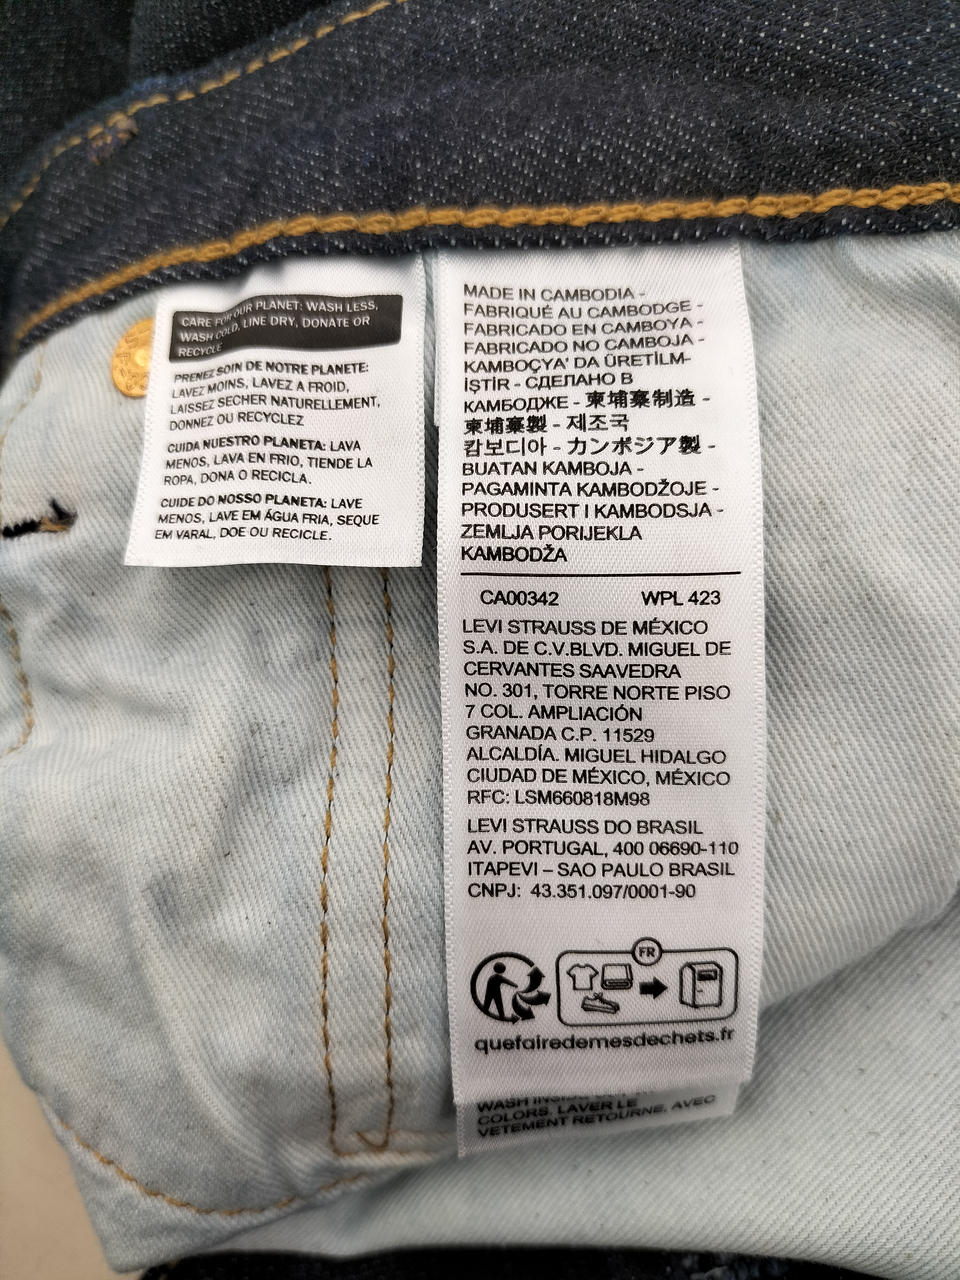 CARE FOR OUR PLANET: WASH LESS,
WASH COLD, LINE DRY, DONATE OR
RECYCLE
PRENEZ SOIN DE NOTRE PLANETE:
LAVEZ MOINS, LAVEZ A FROID,
LAISSEZ SECHER NATURELLEMENT,
DONNEZ OU RECYCLEZ
CUIDA NUESTRO PLANETA: LAVA
MENOS, LAVA EN FRIO, TIENDE LA
ROPA, DONA O RECICLA.
CUIDE DO NOSSO PLANETA: LAVE
MENOS, LAVE EM ÁGUA FRIA, SEQUE
EM VARAL, DOE OU RECICLE.
MADE IN CAMBODIA -
FABRIQUÉ AU CAMBODGE -
FABRICADO EN CAMBOYA -
FABRICADO NO CAMBOJA -
KAMBOÇYA' DA ÜRETİLM-
İŞTİR - СДЕЛАНО В
КАМБОДЖЕ - 柬埔寨制造 -
柬埔寨製 - 제조국
캄보디아 - カンボジア製 -
BUATAN KAMBOJA -
PAGAMINTA KAMBODŽOJE -
PRODUSERT I KAMBODSJA -
ZEMLJA PORIJEKLA
KAMBODŽA
CA00342 WPL 423
LEVI STRAUSS DE MÉXICO
S.A. DE C.V.BLVD. MIGUEL DE
CERVANTES SAAVEDRA
NO. 301, TORRE NORTE PISO
7 COL. AMPLIACIÓN
GRANADA C.P. 11529
ALCALDÍA. MIGUEL HIDALGO
CIUDAD DE MÉXICO, MÉXICO
RFC: LSM660818M98
LEVI STRAUSS DO BRASIL
AV. PORTUGAL, 400 06690-110
ITAPEVI – SAO PAULO BRASIL
CNPJ: 43.351.097/0001-90
FR
quefairedemesdechets.fr
WASH
COLORS. LAVER LE
VETEMENT RETOURNE, AVEC